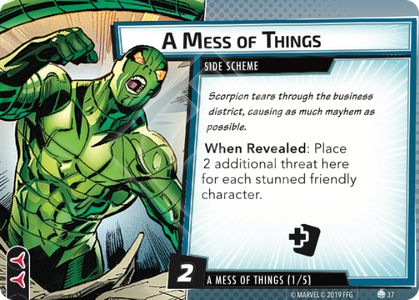 A Mess of Things
SIDE SCHEME
Scorpion tears through the business
district, causing as much mayhem as
possible.
When Revealed: Place
2 additional threat here
for each stunned friendly
character.
2
A MESS OF THINGS (1/5)
© MARVEL © 2019 FFG 37